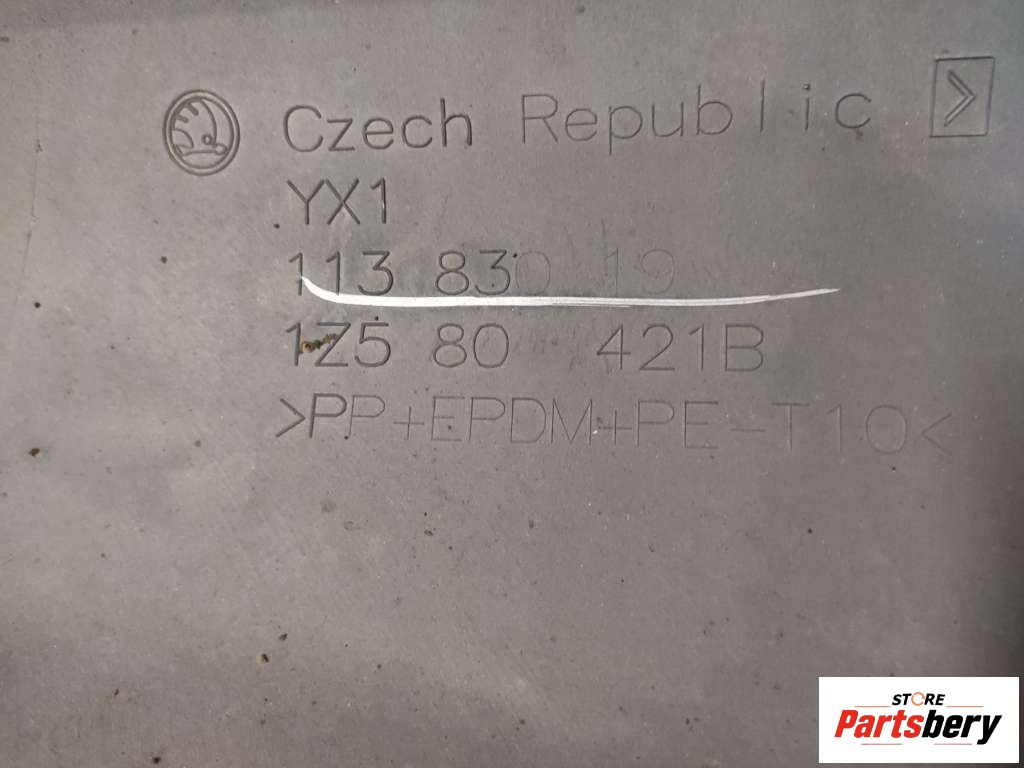 Czech Republic
YX1
113 830 19
1Z5 80 421B
>PP+EPDM+PE-T10<
STORE
Partsbery